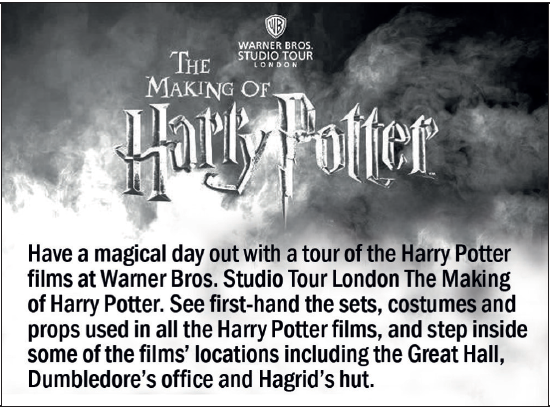 WARNER BROS.
STUDIO TOUR
LONDON
THE
MAKING OF
Harry Potter
Have a magical day out with a tour of the Harry Potter
films at Warner Bros. Studio Tour London The Making
of Harry Potter. See first-hand the sets, costumes and
props used in all the Harry Potter films, and step inside
some of the films' locations including the Great Hall,
Dumbledore's office and Hagrid's hut.